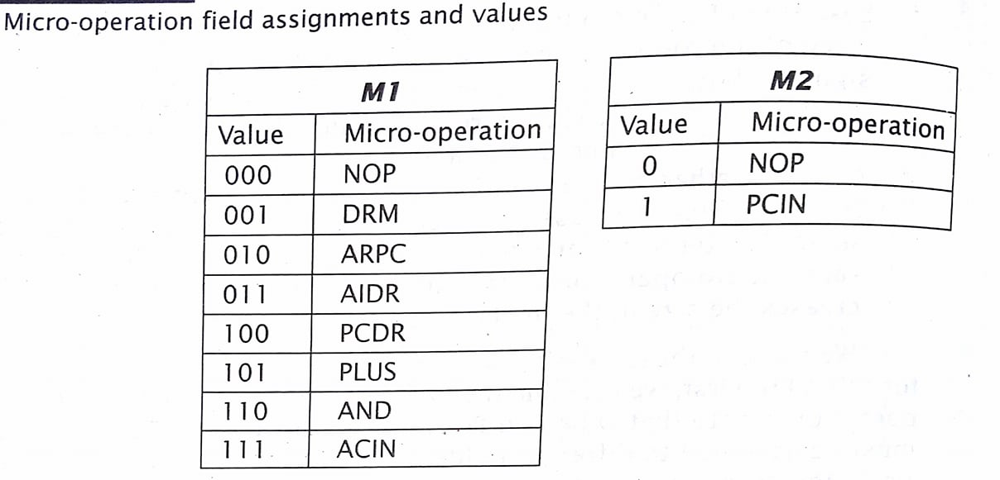 Micro-operation field assignments and values
M1
Value Micro-operation
000 NOP
001 DRM
010 ARPC
011 AIDR
100 PCDR
101 PLUS
110 AND
111 ACIN
M2
Value Micro-operation
0 NOP
1 PCIN